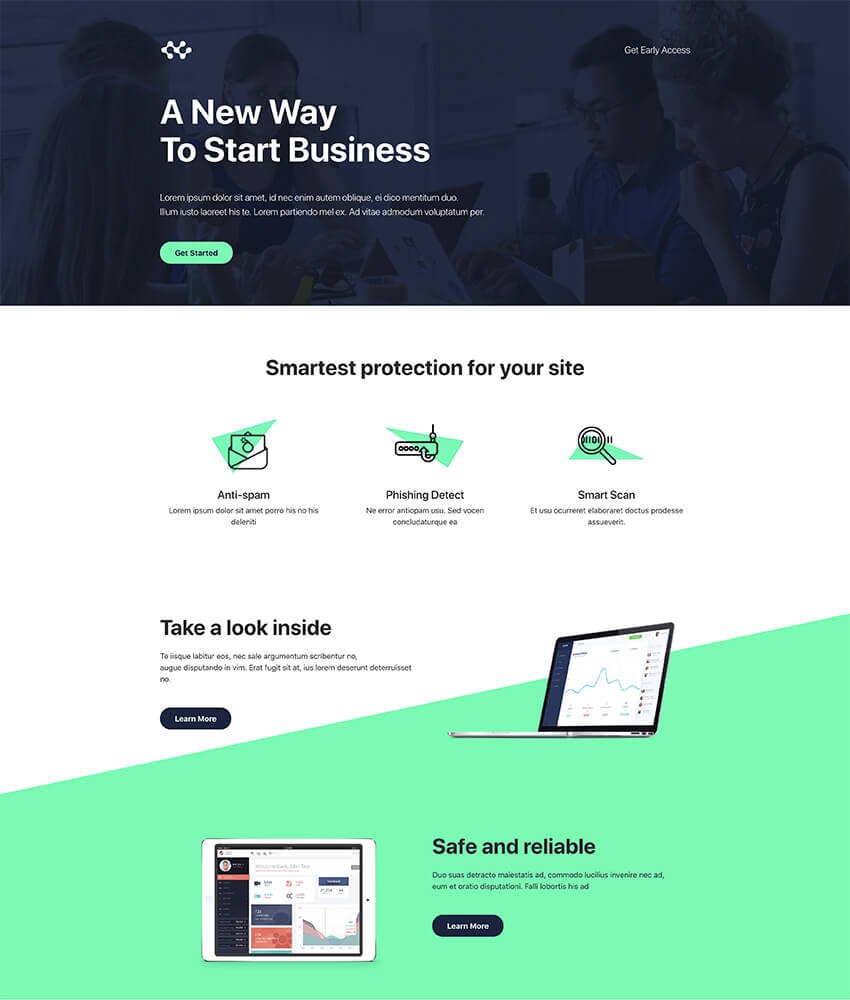 Get Early Access
A New Way
To Start Business
Lorem ipsum dolor sit amet, id nec enim autem oblique, ei dico mentitum duo.
Illum iusto laoreet his te. Lorem partiendo mel ex. Ad vitae admodum voluptatum per.
Get Started
Smartest protection for your site
Anti-spam
Lorem ipsum dolor sit amet porro his no his
deleniti
Phishing Detect
Ne error antiopam usu. Sed vocen
concludaturque ea
Smart Scan
Et usu ocurreret elaboraret doctus prodesse
assueverit.
Take a look inside
Te iisque labitur eos, nec sale argumentum scribentur no,
augue disputando in vim. Erat fugit sit at, ius lorem deserunt deterruisset
no.
Learn More
Safe and reliable
Duo suas detracto maiestatis ad, commodo lucilius invenire nec ad,
eum et oratio disputationi. Falli lobortis his ad
Learn More
Welcome back, John Doe